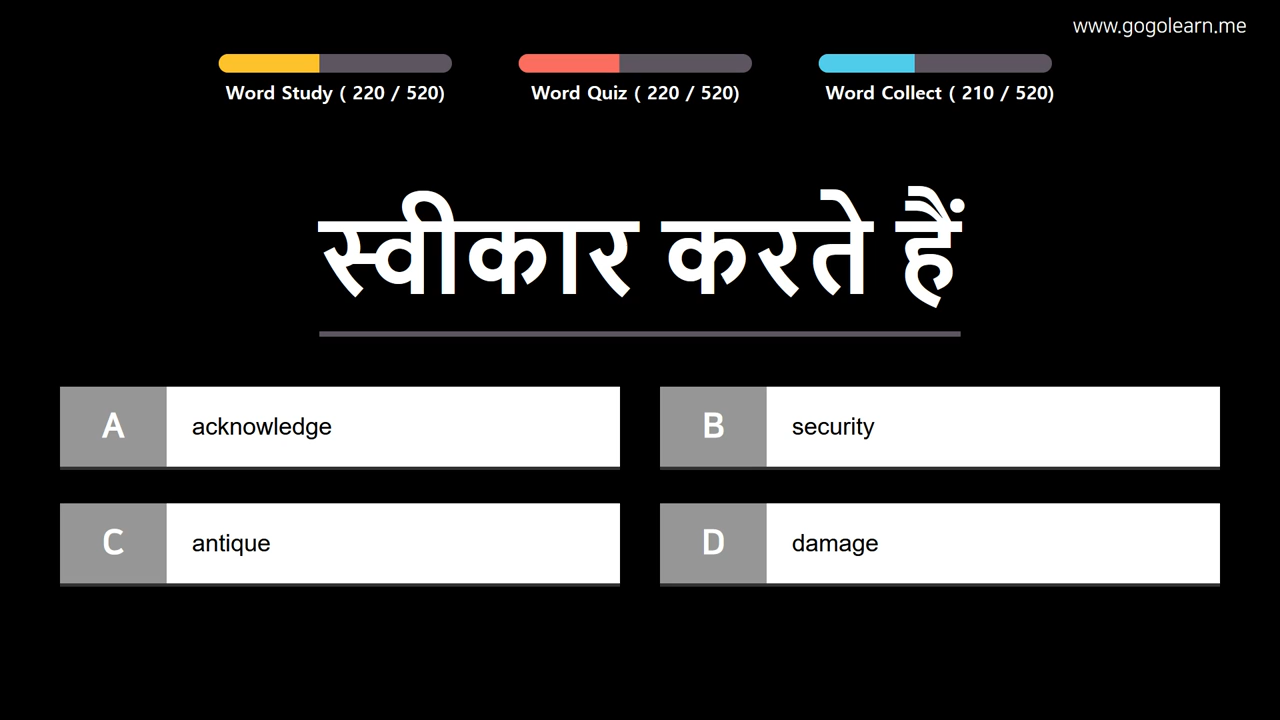 www.gogolearn.me
Word Study ( 220 / 520)
Word Quiz ( 220 / 520)
Word Collect ( 210 / 520)
स्वीकार करते हैं
A
acknowledge
B
security
C
antique
D
damage